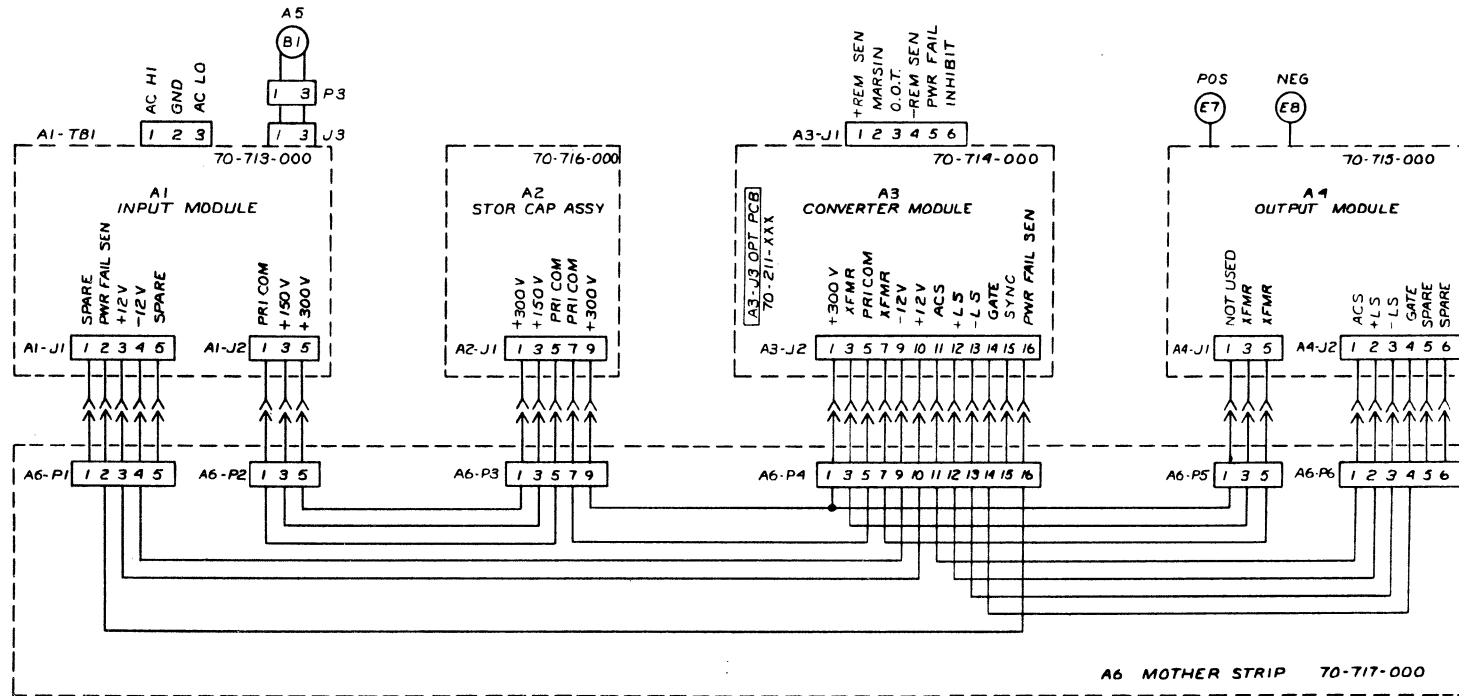 A5
B1
1 3 P3
AC HI
GND
AC LO
A1-TB1 1 2 3
1 3 J3
+REM SEN
MARSIN
O.O.T.
-REM SEN
PWR FAIL
INHIBIT
A3-J1 1 2 3 4 5 6
POS
E7
NEG
E8
70-713-000
A1
INPUT MODULE
SPARE
PWR FAIL SEN
+12V
-12V
SPARE
A1-J1 1 2 3 4 5
PRI COM
+150V
+300V
A1-J2 1 3 5
70-716-000
A2
STOR CAP ASSY
+300V
+150V
PRICOM
PRICOM
+300V
A2-J1 1 3 5 7 9
70-714-000
A3
CONVERTER MODULE
A3-J3 OPT PCB
70-211-XXX
+300V
XFMR
PRICOM
XFMR
-12V
+12V
ACS
+LS
-LS
GATE
SYNC
PWR FAIL SEN
A3-J2 1 3 5 7 9 10 11 12 13 14 15 16
70-715-000
A4
OUTPUT MODULE
NOT USED
XFMR
XFMR
A4-J1 1 3 5
ACS
+LS
-LS
GATE
SPARE
SPARE
A4-J2 1 2 3 4 5 6
A6-P1 1 2 3 4 5
A6-P2 1 3 5
A6-P3 1 3 5 7 9
A6-P4 1 3 5 7 9 10 11 12 13 14 15 16
A6-P5 1 3 5
A6-P6 1 2 3 4 5 6
A6 MOTHER STRIP 70-717-000